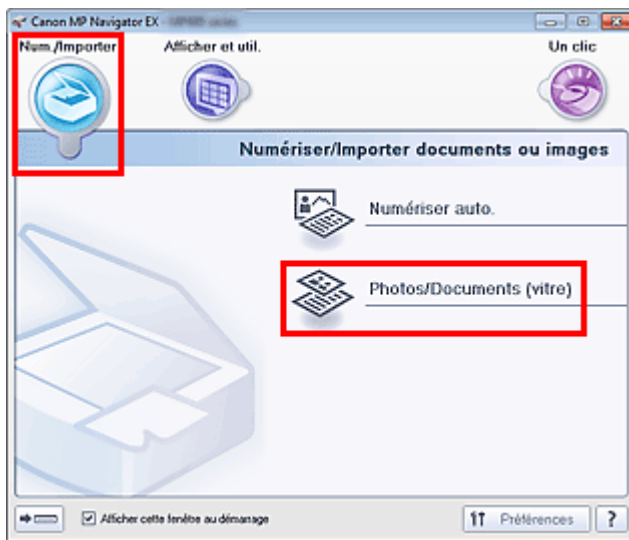 Canon MP Navigator EX
Num./Importer
Afficher et util.
Un clic
Numériser/Importer documents ou images
Numériser auto.
Photos/Documents (vitre)
Afficher cette fenêtre au démarrage
Préférences
?